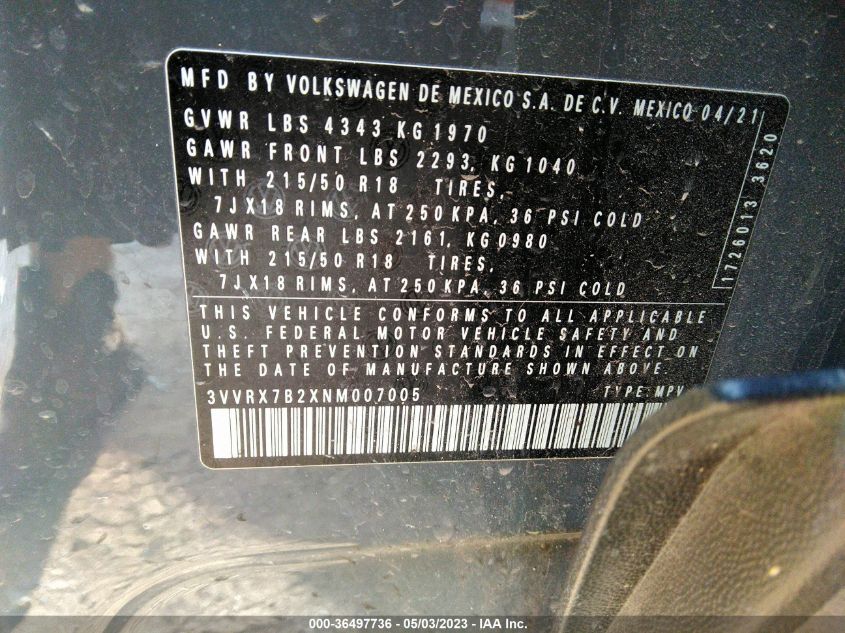 MFD BY VOLKSWAGEN DE MEXICO S.A. DE C.V. MEXICO 04/21
GVWR LBS 4343 KG 1970
GAWR FRONT LBS 2293, KG 1040
WITH 215/50 R18 TIRES,
7JX18 RIMS, AT 250 KPA, 36 PSI COLD
GAWR REAR LBS 2161, KG 0980
WITH 215/50 R18 TIRES,
7JX18 RIMS, AT 250 KPA, 36 PSI COLD
1726013 3620
THIS VEHICLE CONFORMS TO ALL APPLICABLE
U.S. FEDERAL MOTOR VEHICLE SAFETY AND
THEFT PREVENTION STANDARDS IN EFFECT ON
THE DATE OF MANUFACTURE SHOWN ABOVE.
3VVRX7B2XNM007005 TYPE: MPV
000-36497736 - 05/03/2023 - IAA Inc.